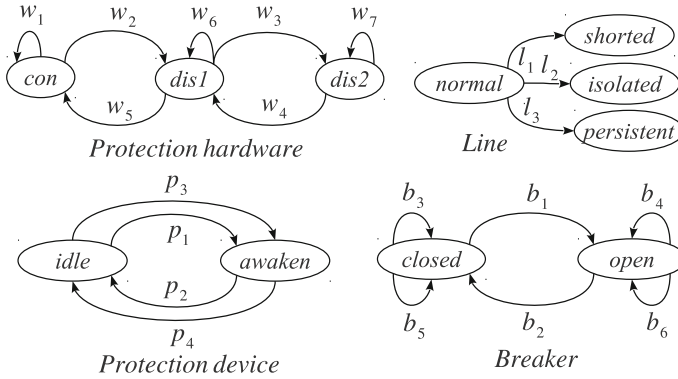 w1 w6 w7
w2 w3
con dis1 dis2
w5 w4
Protection hardware
shorted
l1 l2
normal isolated
l3
persistent
Line
p3
p1
idle awaken
p2
p4
Protection device
b3 b1 b4
closed open
b5 b2 b6
Breaker